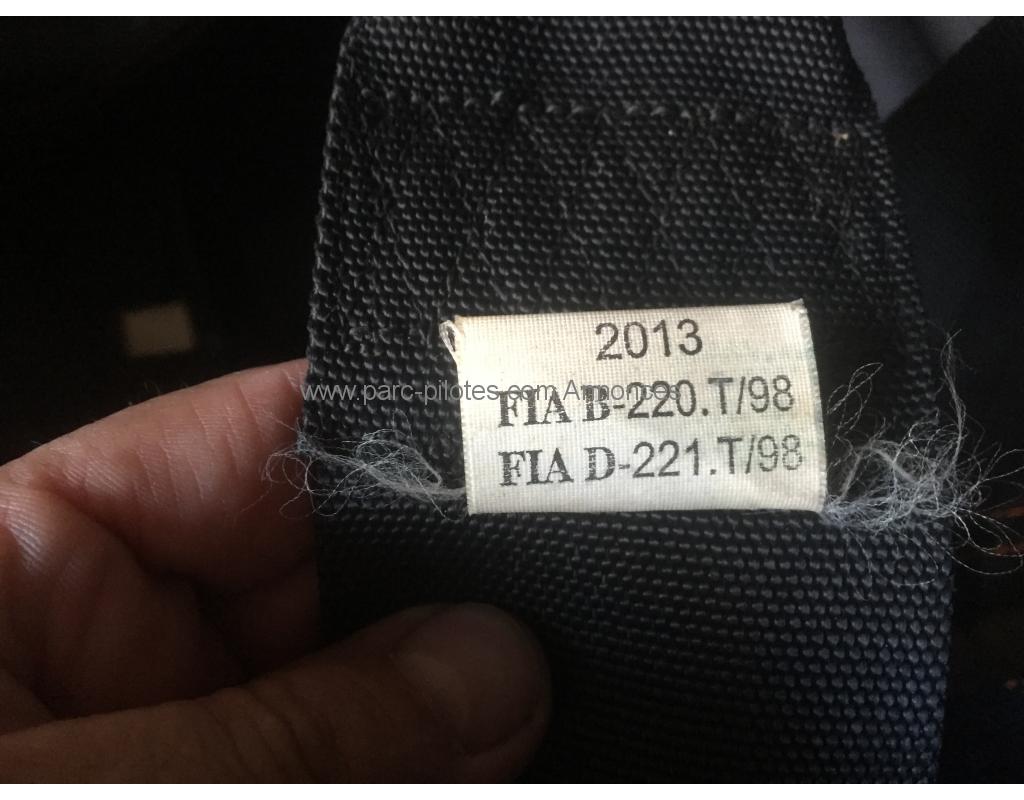 2013
www.parc-pilotes.com Annonces
FIA B-220.T/98
FIA D-221.T/98